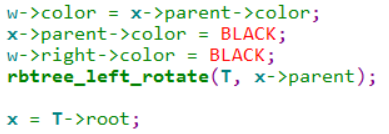 w->color = x->parent->color;
x->parent->color = BLACK;
w->right->color = BLACK;
rbtree_left_rotate(T, x->parent);
x = T->root;